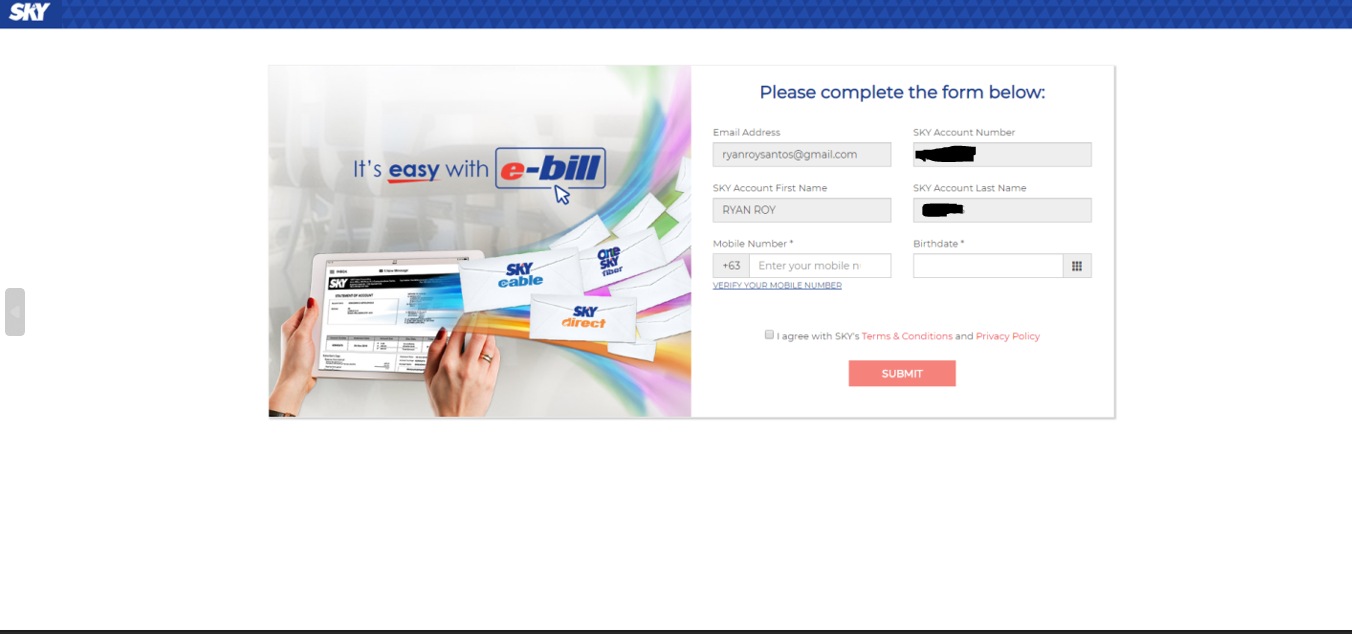 SKY
Please complete the form below:
Email Address
SKY Account Number
ryanroysantos@gmail.com
SKY Account First Name
SKY Account Last Name
RYAN ROY
Mobile Number *
Birthdate *
+63
Enter your mobile n
VERIFY YOUR MOBILE NUMBER
I agree with SKY's Terms & Conditions and Privacy Policy
SUBMIT
It's easy with e-bill
SKY
cable
one
SKY
fiber
SKY
direct
SKY
STATEMENT OF ACCOUNT